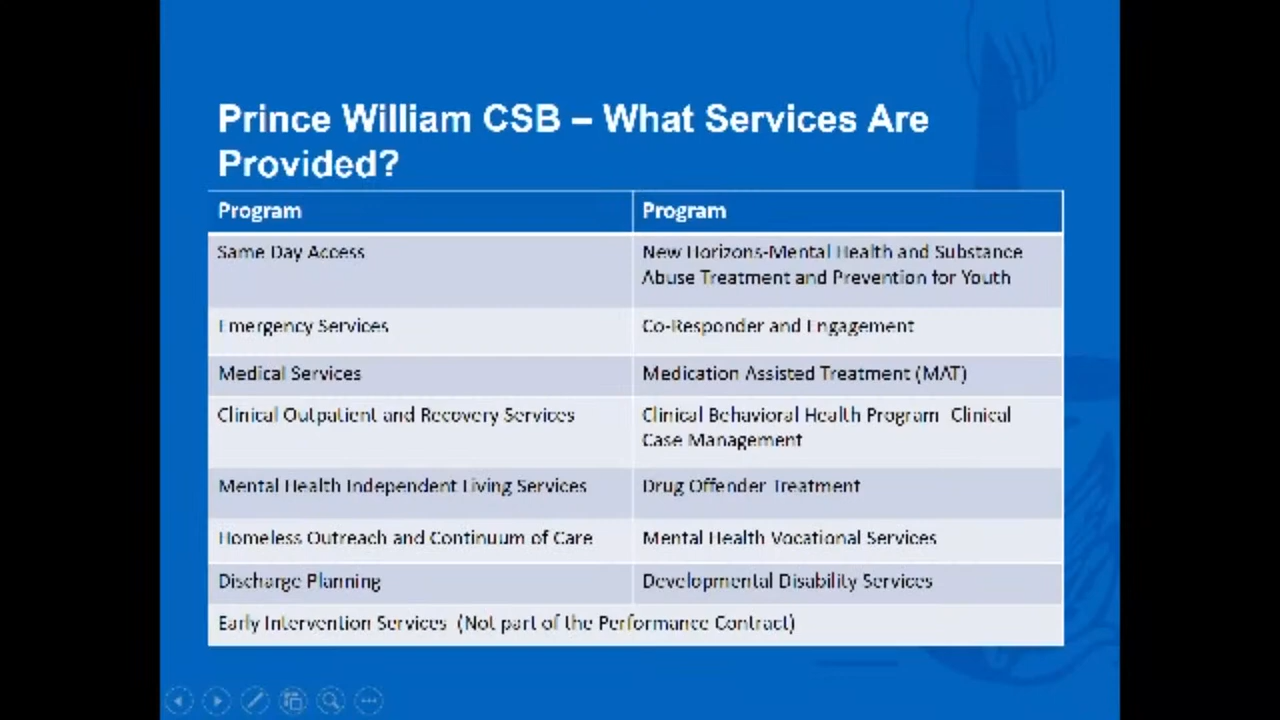 Prince William CSB – What Services Are
Provided?
Program
Program
Same Day Access
New Horizons-Mental Health and Substance
Abuse Treatment and Prevention for Youth
Emergency Services
Co-Responder and Engagement
Medical Services
Medication Assisted Treatment (MAT)
Clinical Outpatient and Recovery Services
Clinical Behavioral Health Program Clinical
Case Management
Mental Health Independent Living Services
Drug Offender Treatment
Homeless Outreach and Continuum of Care
Mental Health Vocational Services
Discharge Planning
Developmental Disability Services
Early Intervention Services (Not part of the Performance Contract)